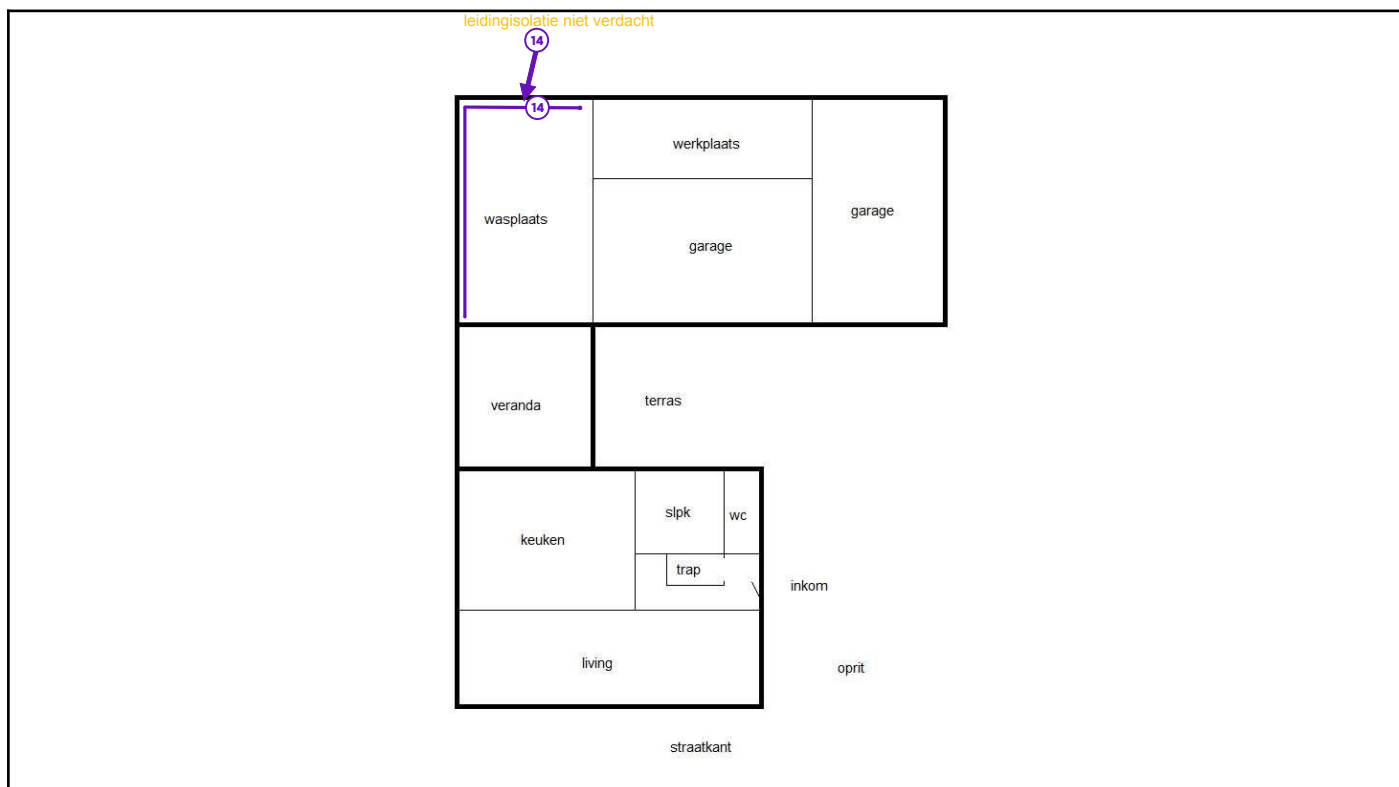 leidingisolatie niet verdacht
14
14
werkplaats
garage
wasplaats
garage
terras
veranda
slpk
wc
keuken
trap
inkom
living
oprit
straatkant